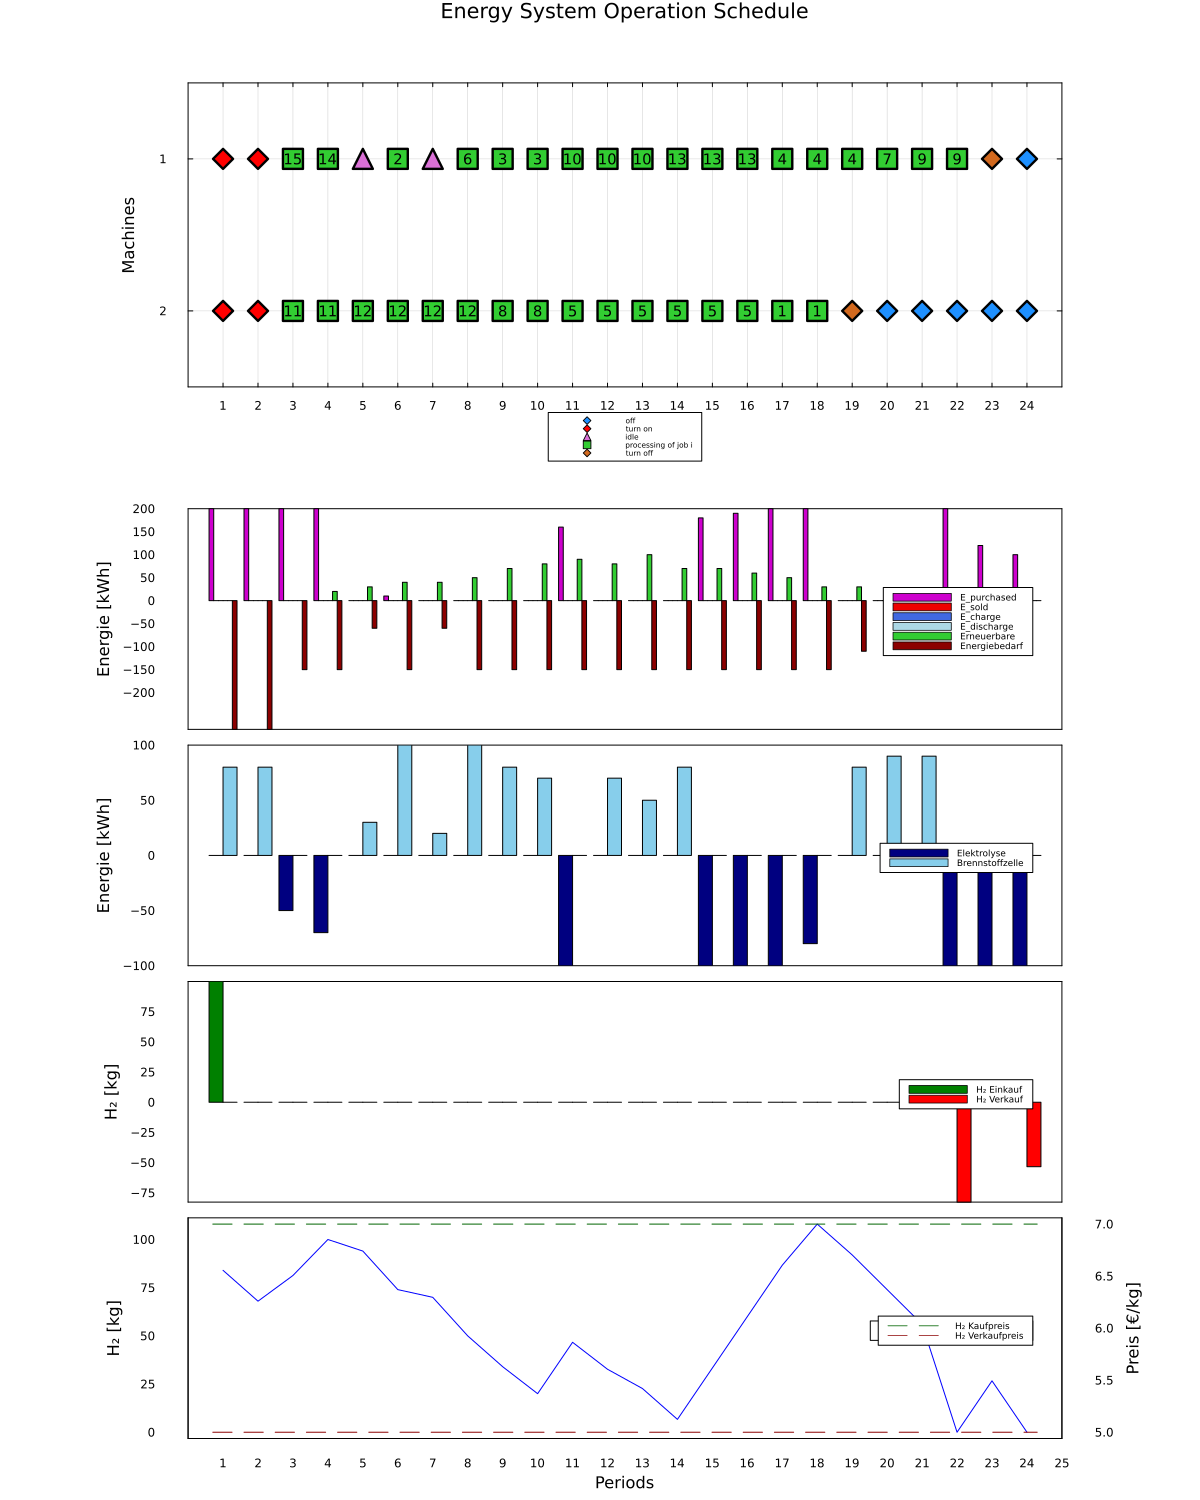 Energy System Operation Schedule
Machines
1
15 14 2 6 3 3 10 10 10 13 13 13 4 4 4 7 9 9
2
11 11 12 12 12 12 8 8 5 5 5 5 5 5 1 1
1 2 3 4 5 6 7 8 9 10 11 12 13 14 15 16 17 18 19 20 21 22 23 24
off
turn on
idle
processing of job i
turn off
Energie [kWh]
200
150
100
50
0
−50
−100
−150
−200
E_purchased
E_sold
E_charge
E_discharge
Erneuerbare
Energiebedarf
Energie [kWh]
100
50
0
−50
−100
Elektrolyse
Brennstoffzelle
H₂ [kg]
75
50
25
0
−25
−50
−75
H₂ Einkauf
H₂ Verkauf
H₂ [kg]
100
75
50
25
0
H₂ Kaufpreis
H₂ Verkaufpreis
7.0
6.5
6.0
5.5
5.0
Preis [€/kg]
1 2 3 4 5 6 7 8 9 10 11 12 13 14 15 16 17 18 19 20 21 22 23 24 25
Periods